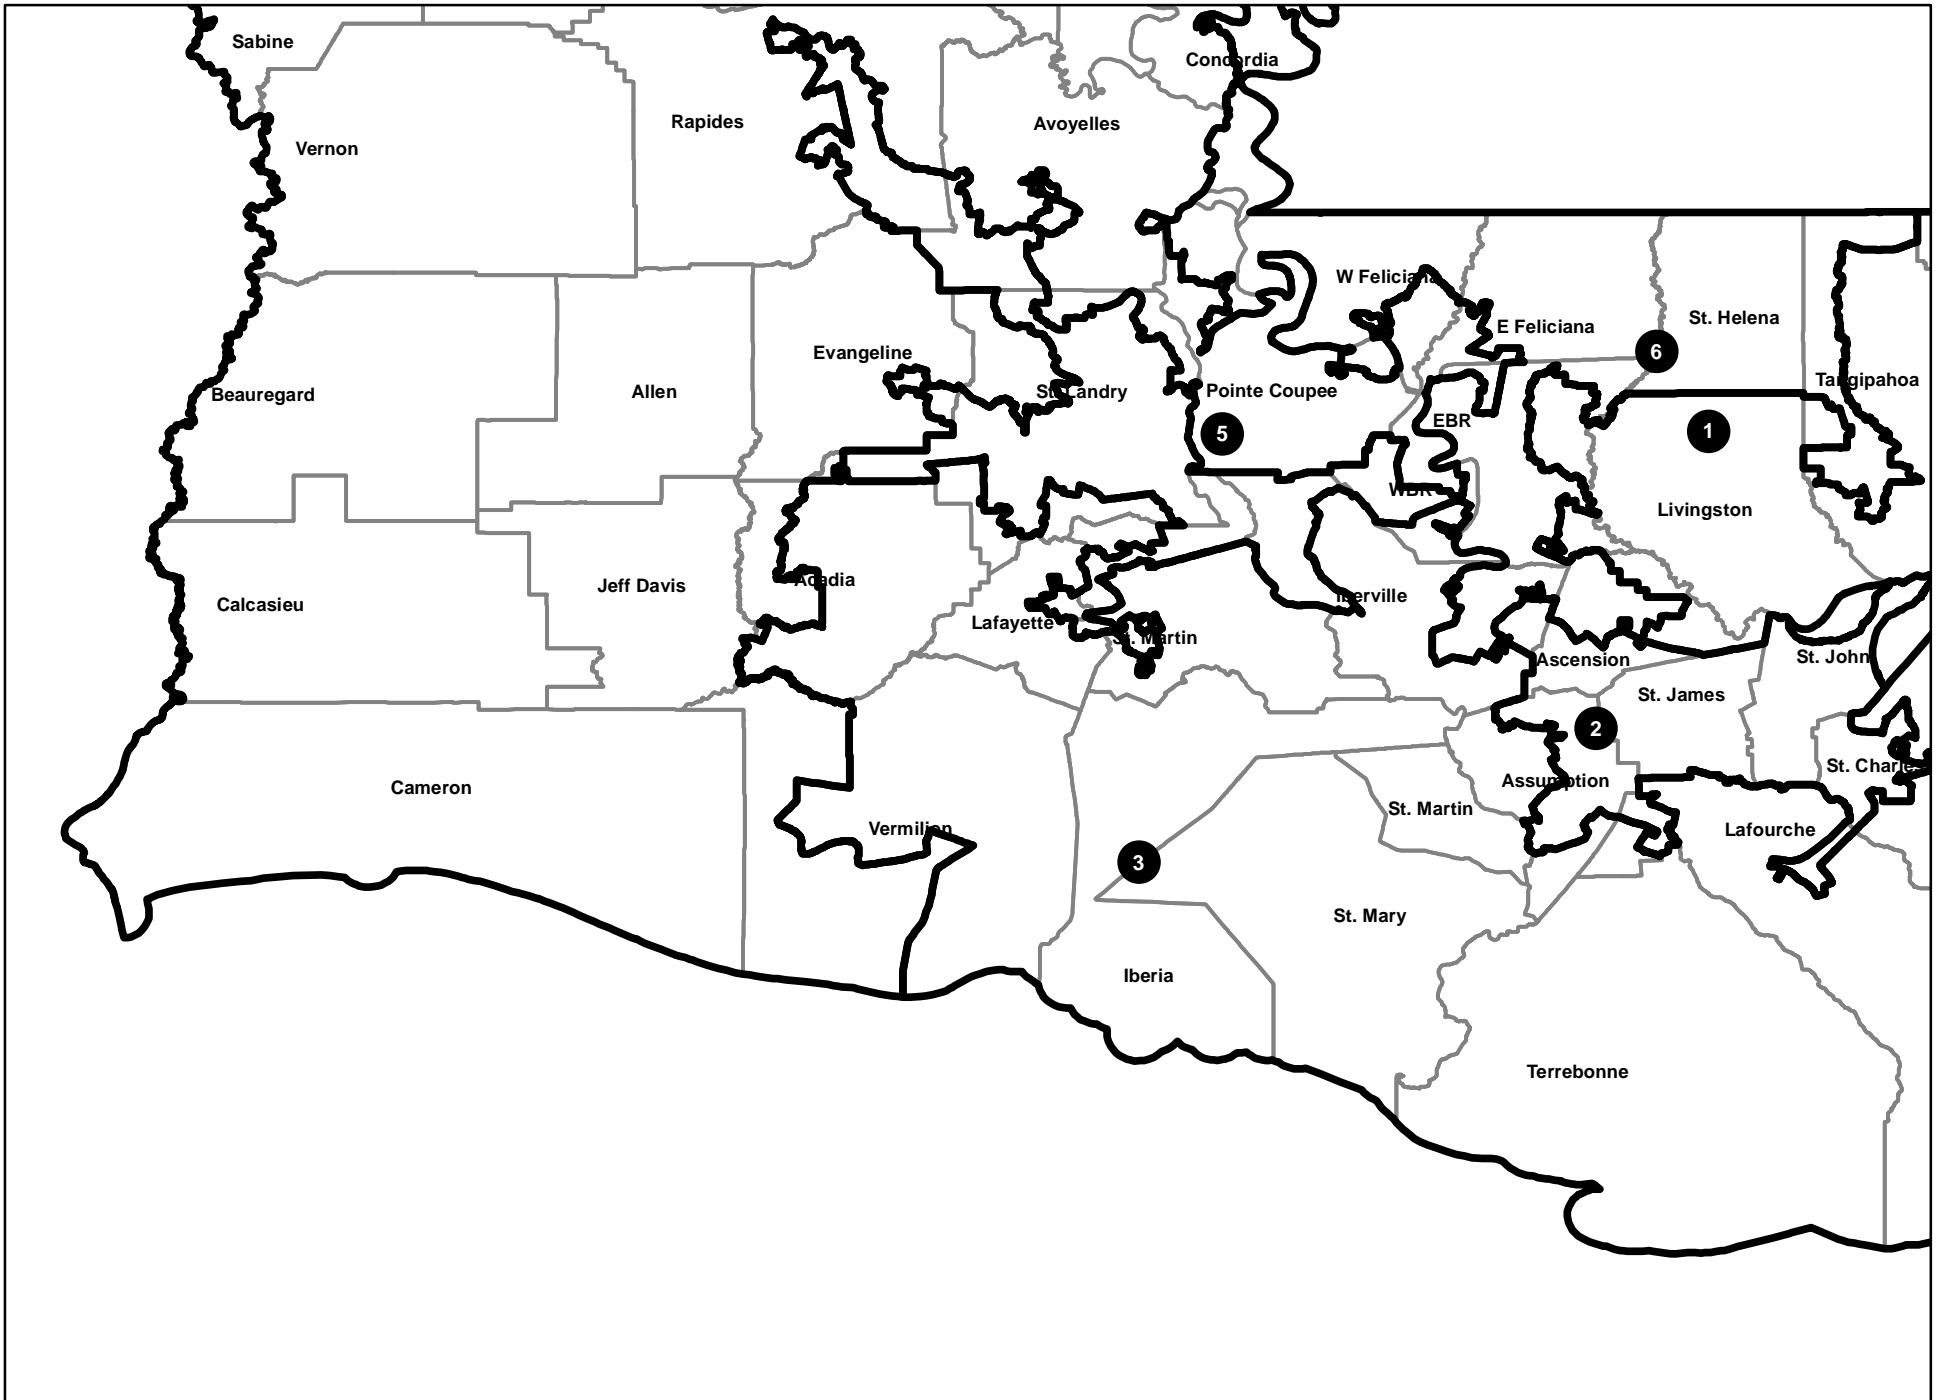 Sabine
Concordia
Rapides
Avoyelles
Vernon
W Feliciana
E Feliciana
St. Helena
6
Evangeline
Tangipahoa
Beauregard
Allen
St. Landry
Pointe Coupee
EBR
5
1
WBR
Livingston
Acadia
Jeff Davis
Iberville
Calcasieu
Lafayette
St. Martin
Ascension
St. John
St. James
2
St. Charles
Assumption
Cameron
St. Martin
Vermilion
Lafourche
3
St. Mary
Iberia
Terrebonne